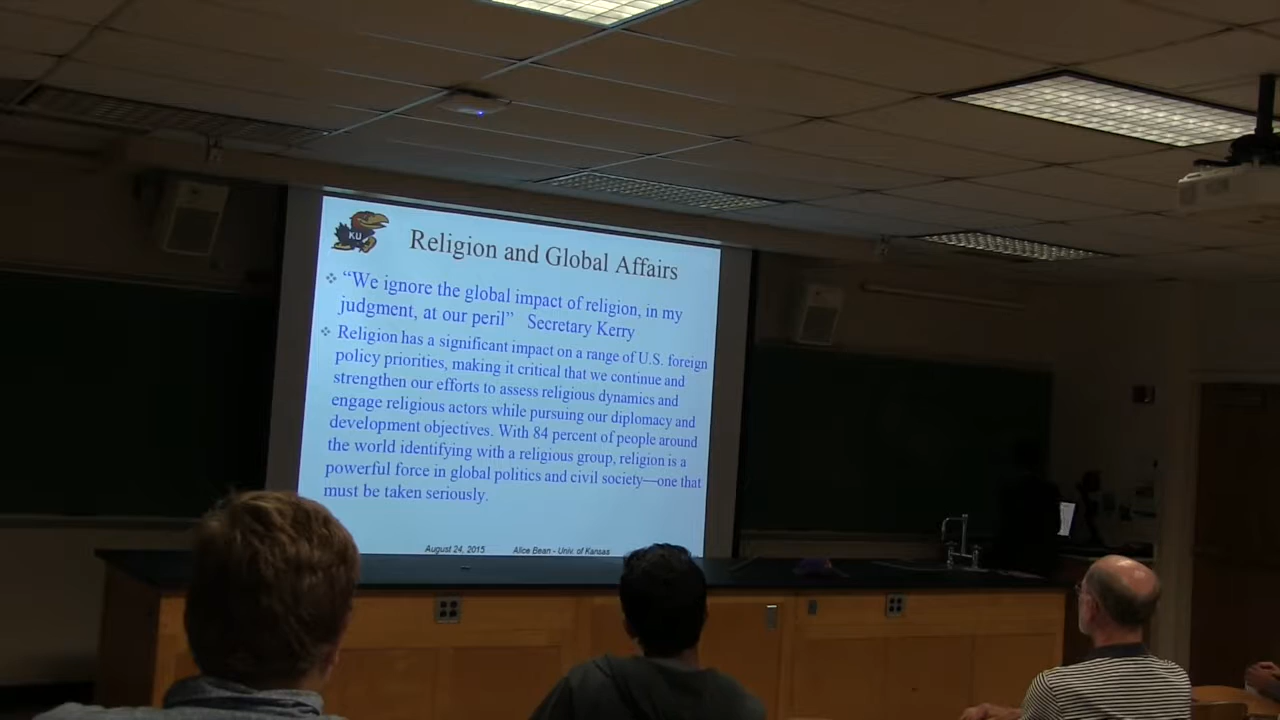 KU
Religion and Global Affairs
“We ignore the global impact of religion, in my
judgment, at our peril” Secretary Kerry
Religion has a significant impact on a range of U.S. foreign
policy priorities, making it critical that we continue and
strengthen our efforts to assess religious dynamics and
engage religious actors while pursuing our diplomacy and
development objectives. With 84 percent of people around
the world identifying with a religious group, religion is a
powerful force in global politics and civil society—one that
must be taken seriously.
August 24, 2015 Alice Bean - Univ. of Kansas